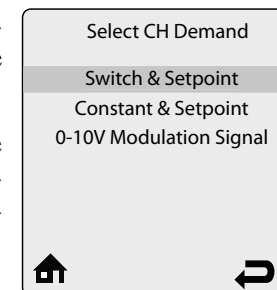 Select CH Demand
Switch & Setpoint
Constant & Setpoint
0-10V Modulation Signal